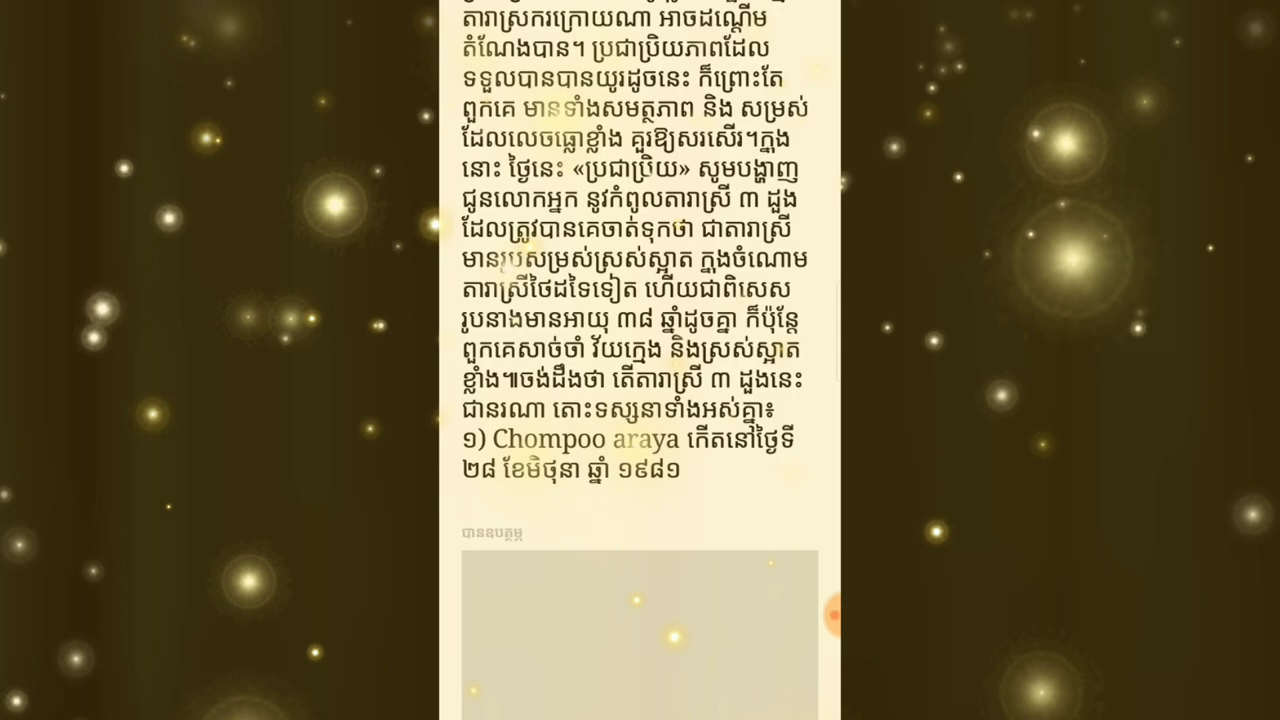 តារាស្រីករក្រោយណា អាចដណ្ដើម
តំណែងបាន។ ប្រជាប្រិយភាពដែល
ទទួលបានបានយូរដូចនេះ ក៏ព្រោះតែ
ពួកគេ មានទាំងសមត្ថភាព និង សម្រស់
ដែលលេចធ្លោខ្លាំង គួរឱ្យសរសើរ។ក្នុង
នោះ ថ្ងៃនេះ «ប្រជាប្រិយ» សូមបង្ហាញ
ជូនលោកអ្នក នូវកំពូលតារាស្រី ៣ ដួង
ដែលត្រូវបានគេចាត់ទុកថា ជាតារាស្រី
មានរូបសម្រស់ស្រស់ស្អាត ក្នុងចំណោម
តារាស្រីថៃដទៃទៀត ហើយជាពិសេស
រូបនាងមានអាយុ ៣៨ ឆ្នាំដូចគ្នា ក៏ប៉ុន្តែ
ពួកគេសាច់ចាំ វ័យក្មេង និងស្រស់ស្អាត
ខ្លាំង៕ចង់ដឹងថា តើតារាស្រី ៣ ដួងនេះ
ជានរណា តោះទស្សនាទាំងអស់គ្នា៖
១) Chompoo araya កើតនៅថ្ងៃទី
២៨ ខែមិថុនា ឆ្នាំ ១៩៨១
បានឧបត្ថម្ភ